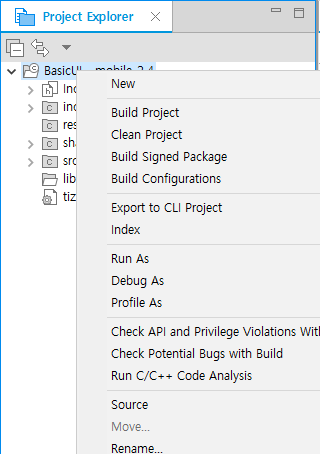 Project Explorer
BasicUI - mobile-2.4
Inc
inc
res
sha
src
lib
tiz
New
Build Project
Clean Project
Build Signed Package
Build Configurations
Export to CLI Project
Index
Run As
Debug As
Profile As
Check API and Privilege Violations With
Check Potential Bugs with Build
Run C/C++ Code Analysis
Source
Move...
Rename...